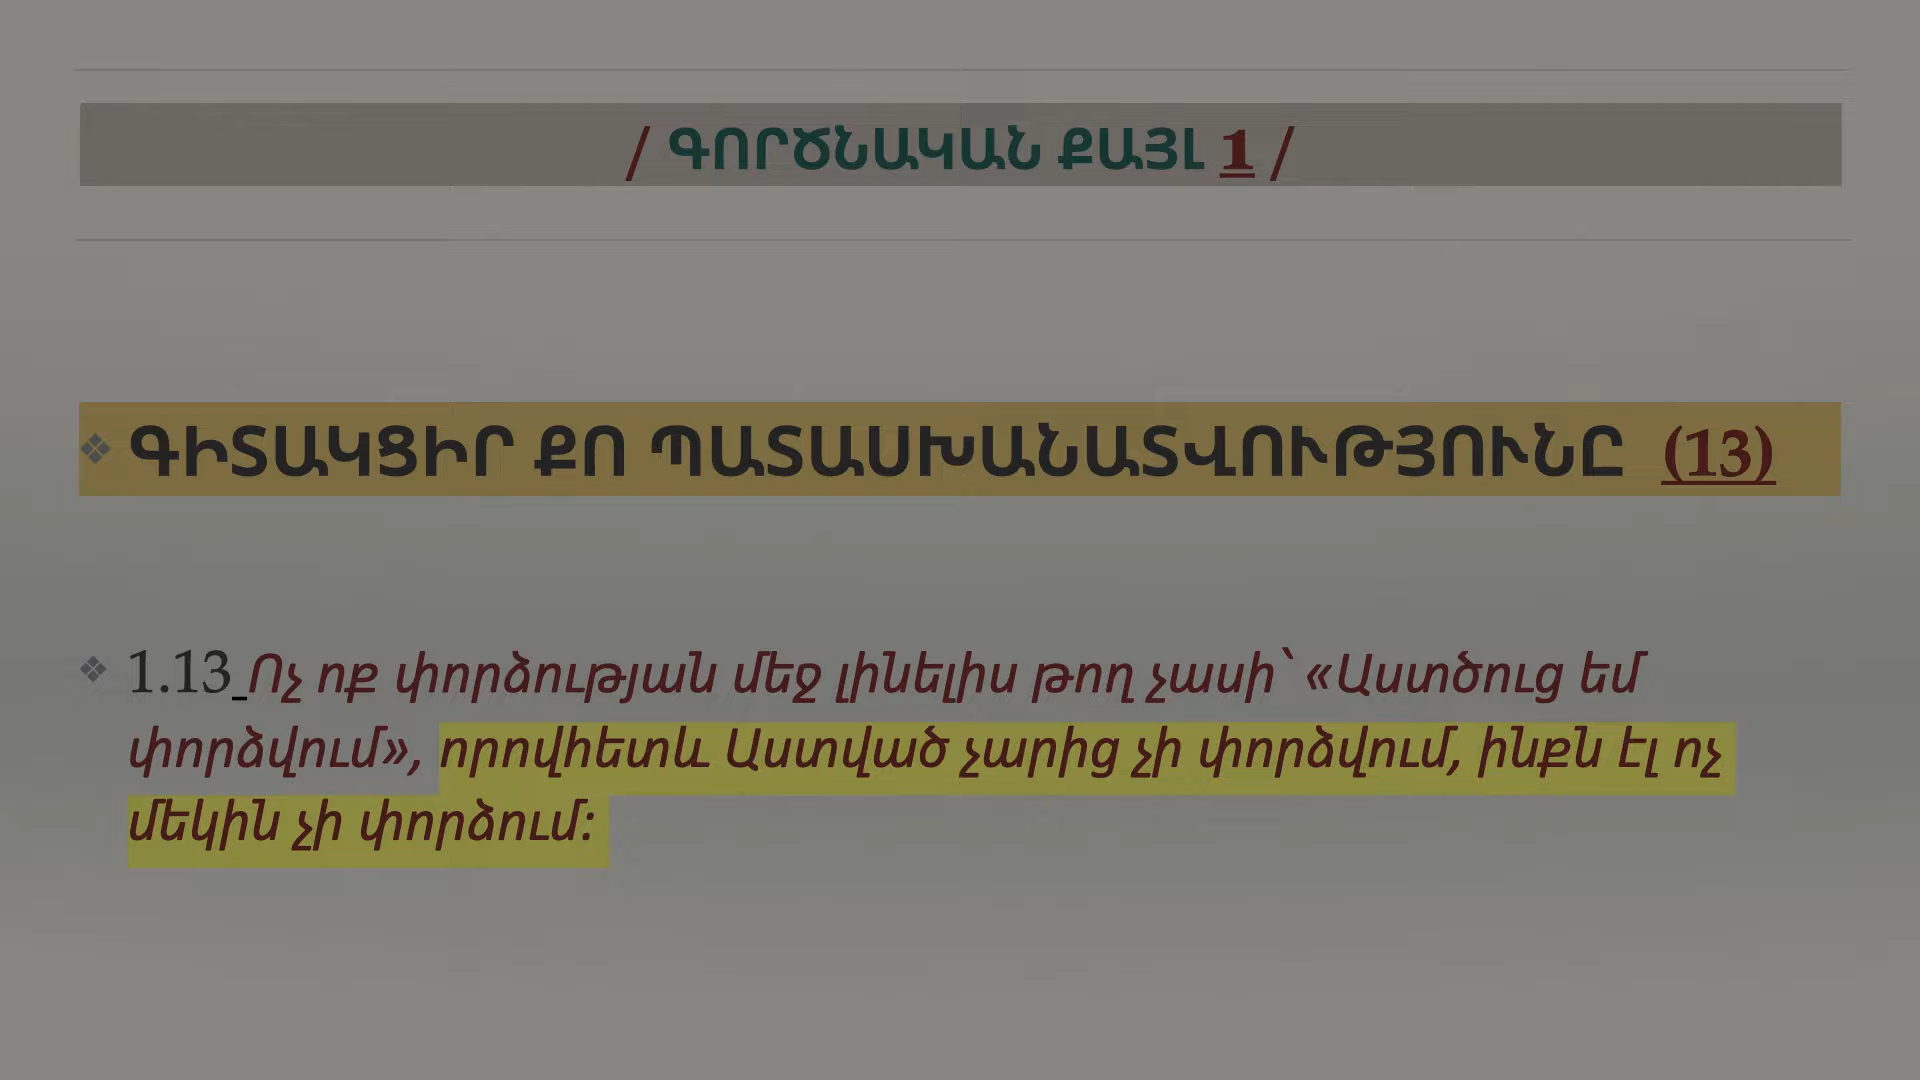 / ԳՈՐԾՆԱԿԱՆ ՔԱՅԼ 1 /
❖ ԳԻՏԱԿՑԻՐ ՔՈ ՊԱՏԱՍԽԱՆԱՏՎՈՒԹՅՈՒՆԸ (13)
❖ 1.13 Ոչ ոք փորձության մեջ լինելիս թող չասի՝ «Աստծուց եմ
փորձվում», որովհետև Աստված չարից չի փորձվում, ինքն էլ ոչ
մեկին չի փորձում: